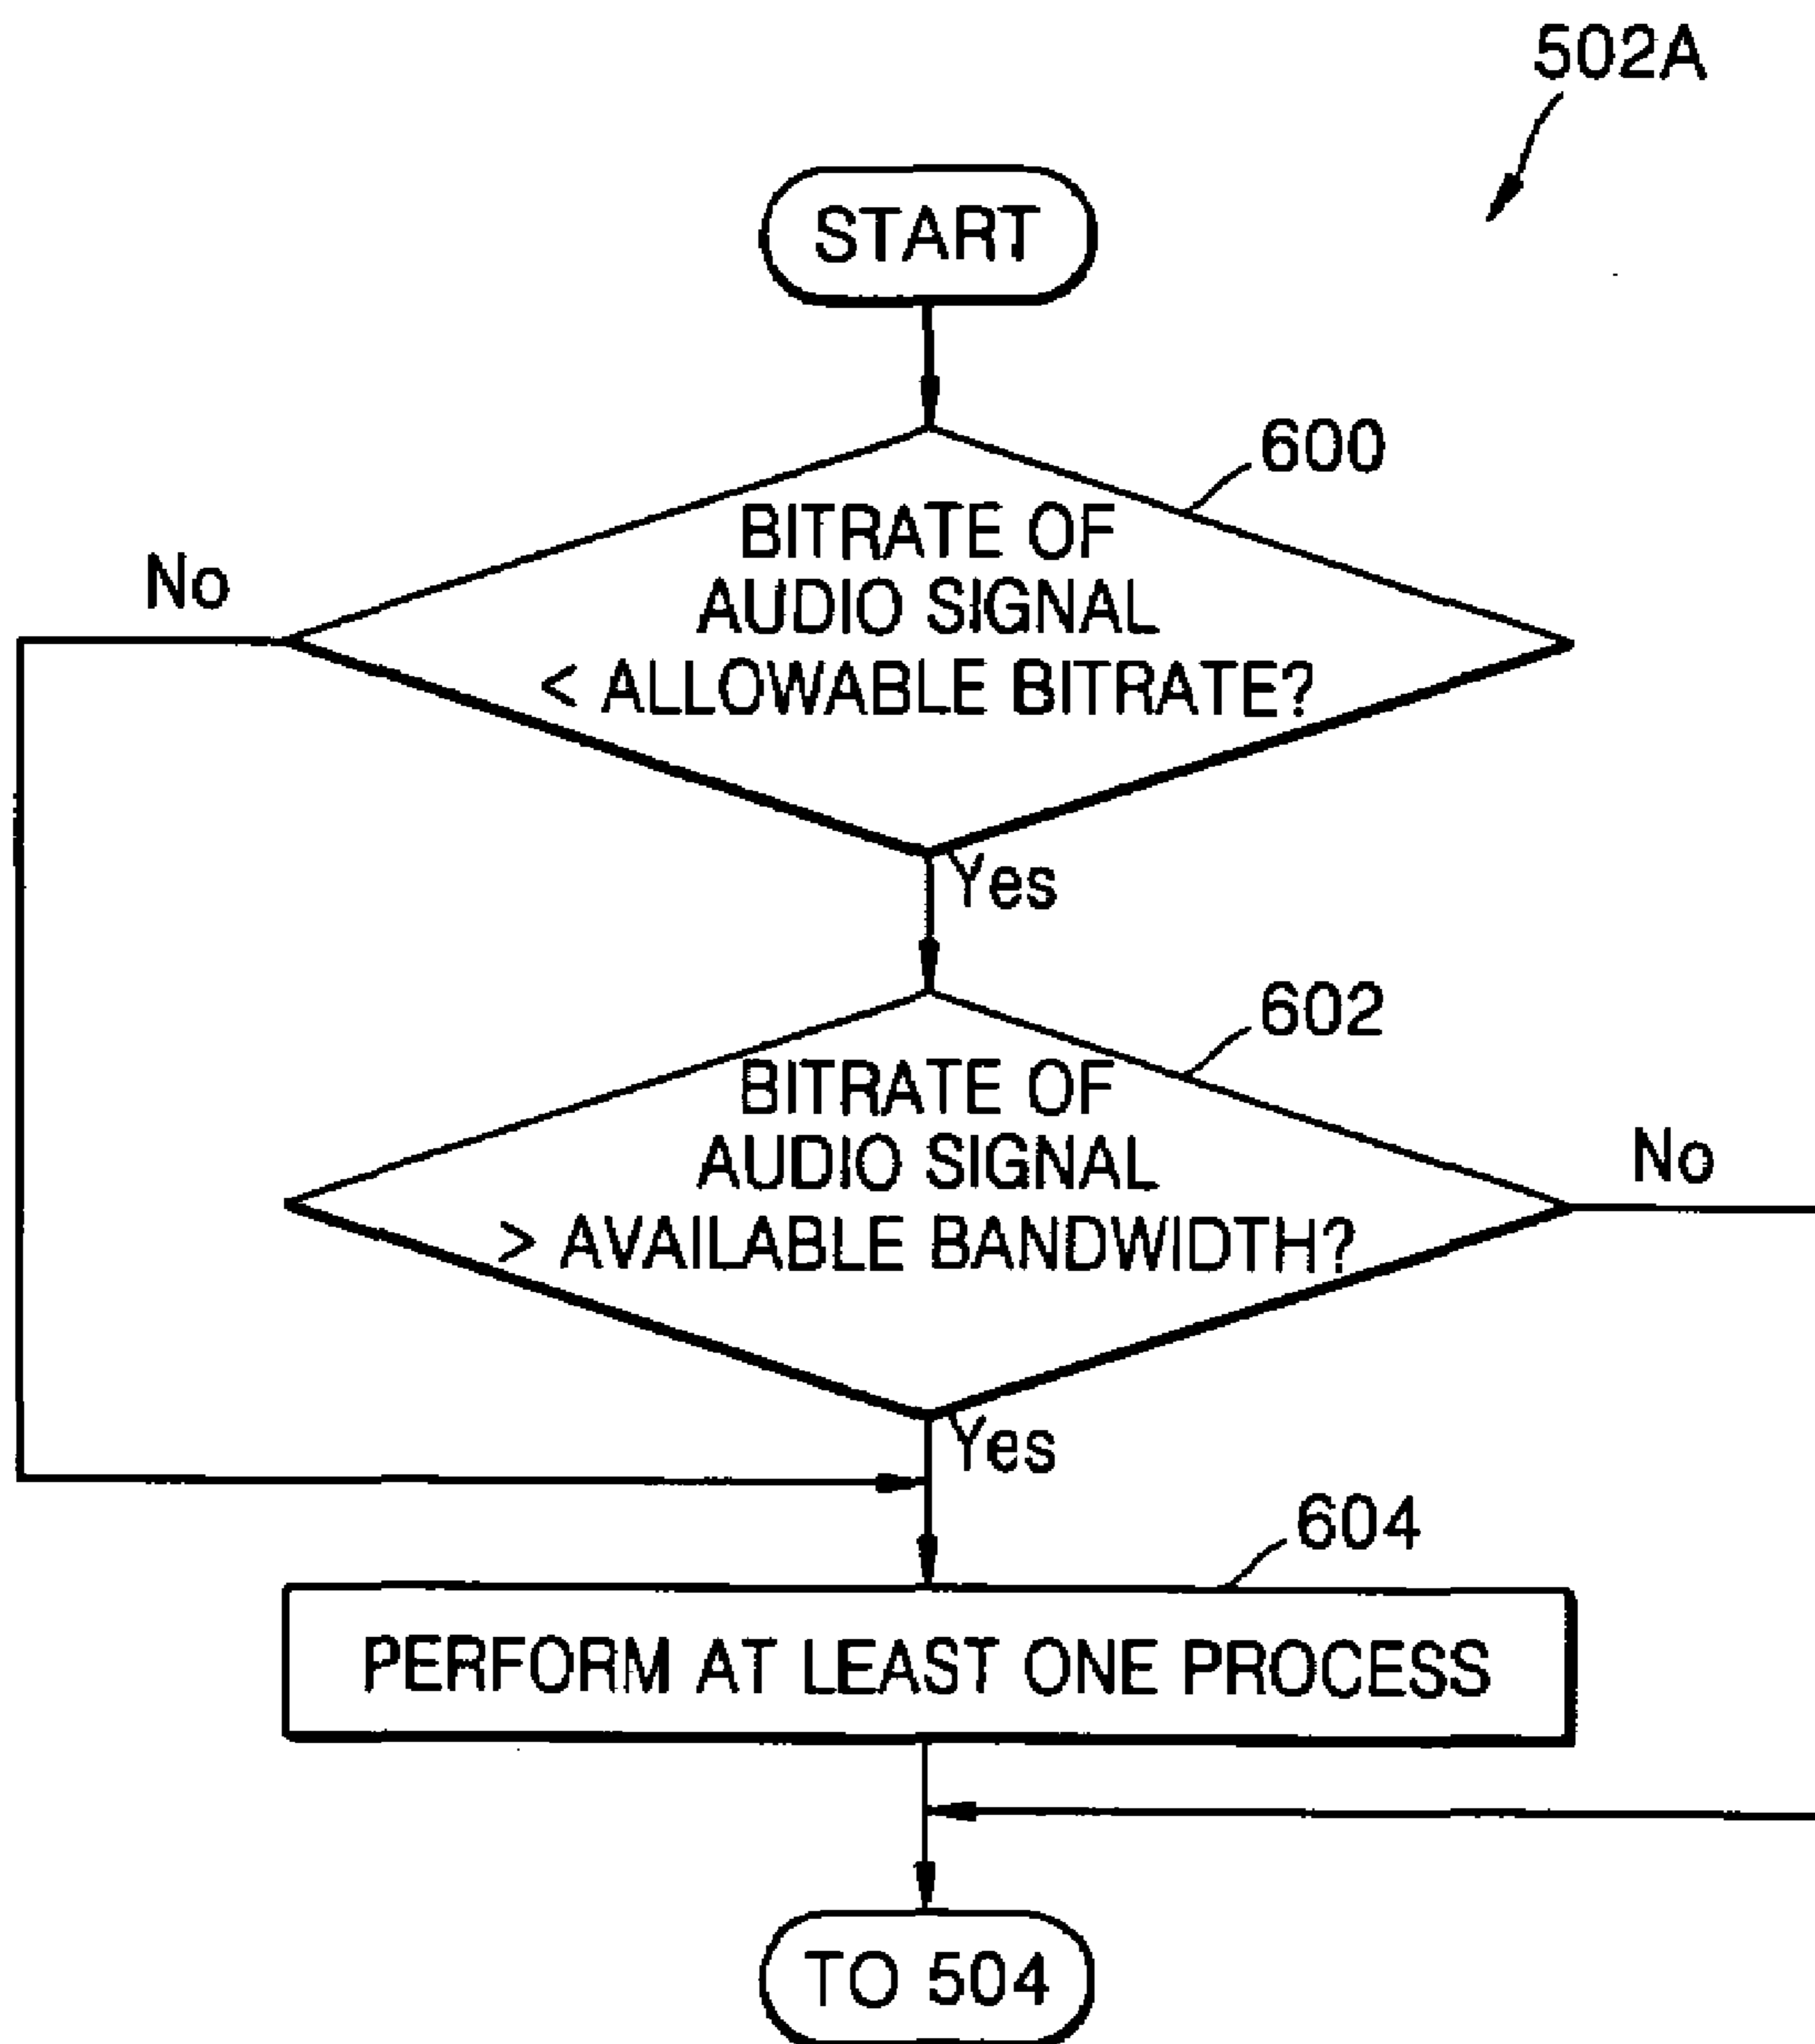 502A
START
600
BITRATE OF
AUDIO SIGNAL
< ALLOWABLE BITRATE?
No
Yes
602
BITRATE OF
AUDIO SIGNAL
> AVAILABLE BANDWIDTH?
No
Yes
604
PERFORM AT LEAST ONE PROCESS
TO 504